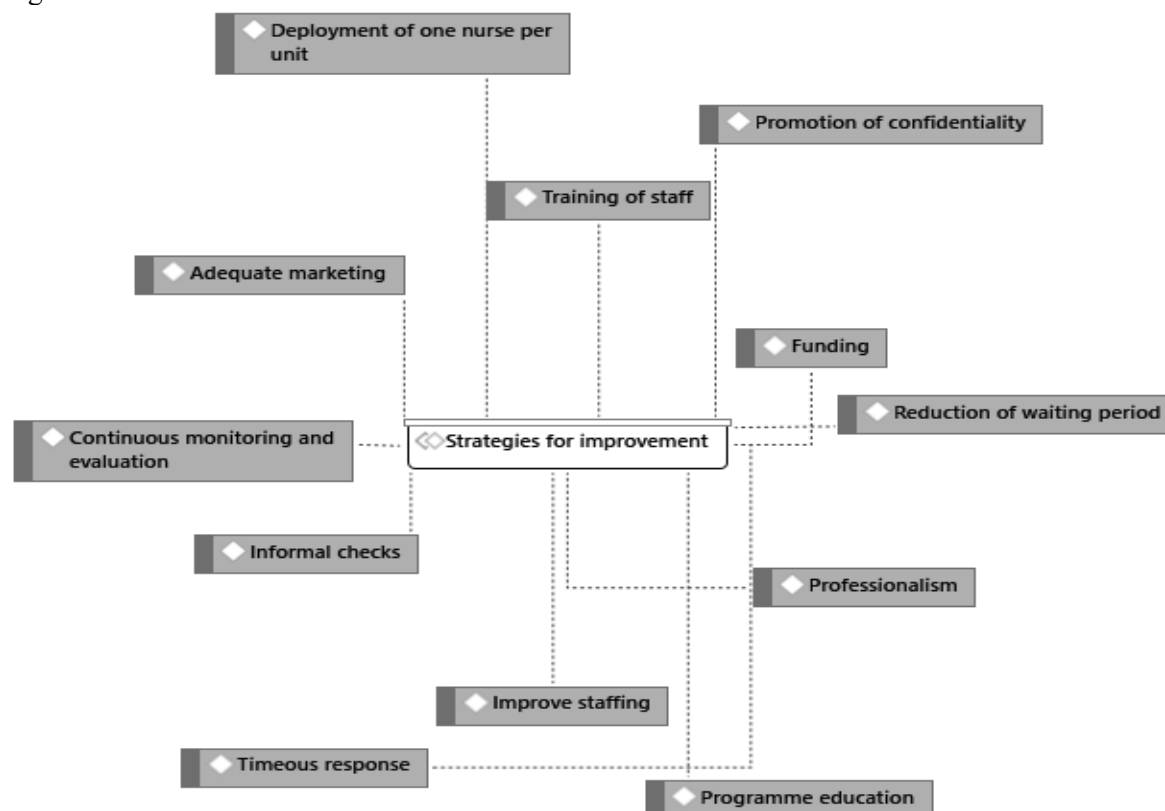 Deployment of one nurse per
unit
Promotion of confidentiality
Training of staff
Adequate marketing
Funding
Reduction of waiting period
Continuous monitoring and
evaluation
Strategies for improvement
Informal checks
Professionalism
Improve staffing
Timeous response
Programme education